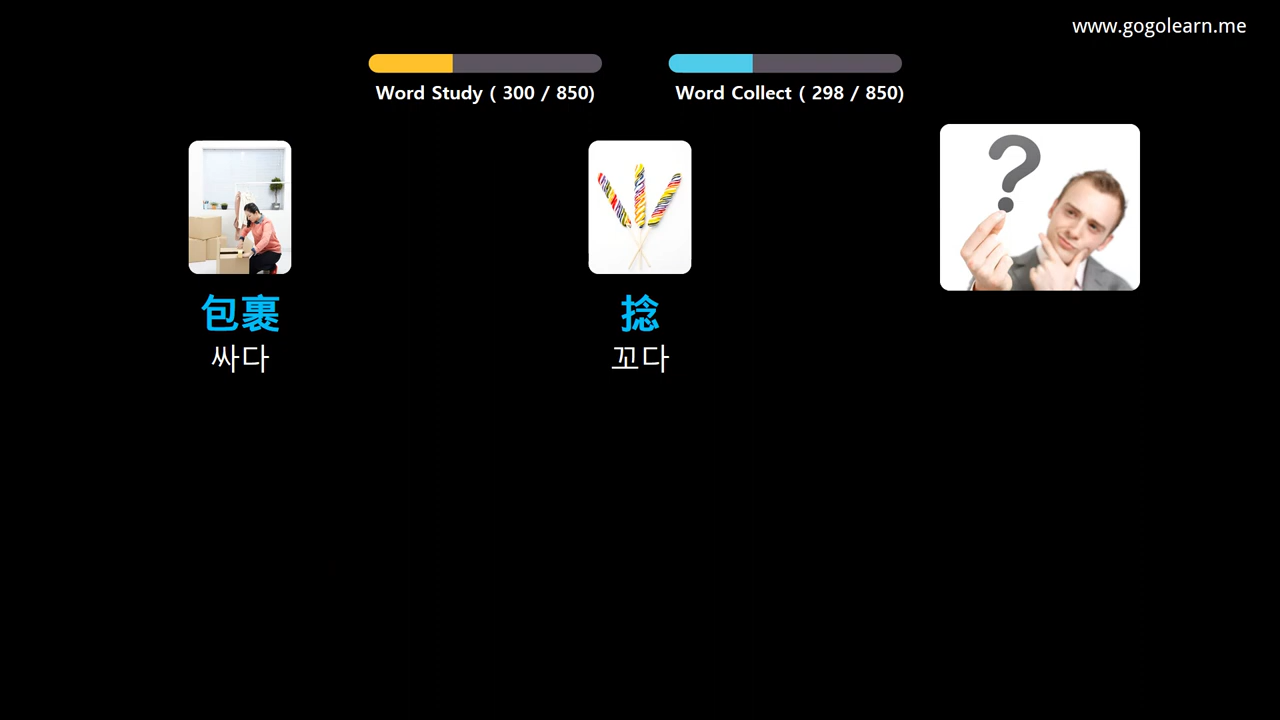 www.gogolearn.me
Word Study ( 300 / 850)
Word Collect ( 298 / 850)
包裹
싸다
捻
꼬다